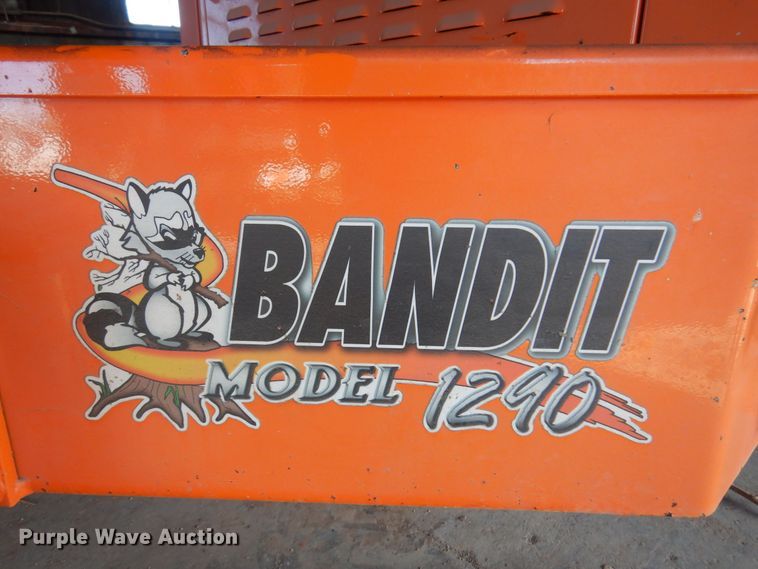 BANDIT
MODEL 1290
Purple Wave Auction